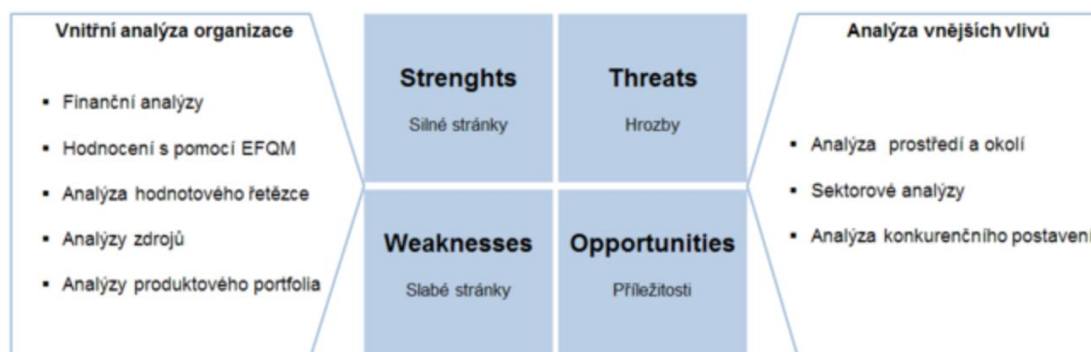 Vnitřní analýza organizace
▪ Finanční analýzy
▪ Hodnocení s pomocí EFQM
▪ Analýza hodnotového řetězce
▪ Analýzy zdrojů
▪ Analýzy produktového portfolia
Strenghts
Silné stránky
Threats
Hrozby
Weaknesses
Slabé stránky
Opportunities
Příležitosti
Analýza vnějších vlivů
▪ Analýza prostředí a okolí
▪ Sektorové analýzy
▪ Analýza konkurenčního postavení